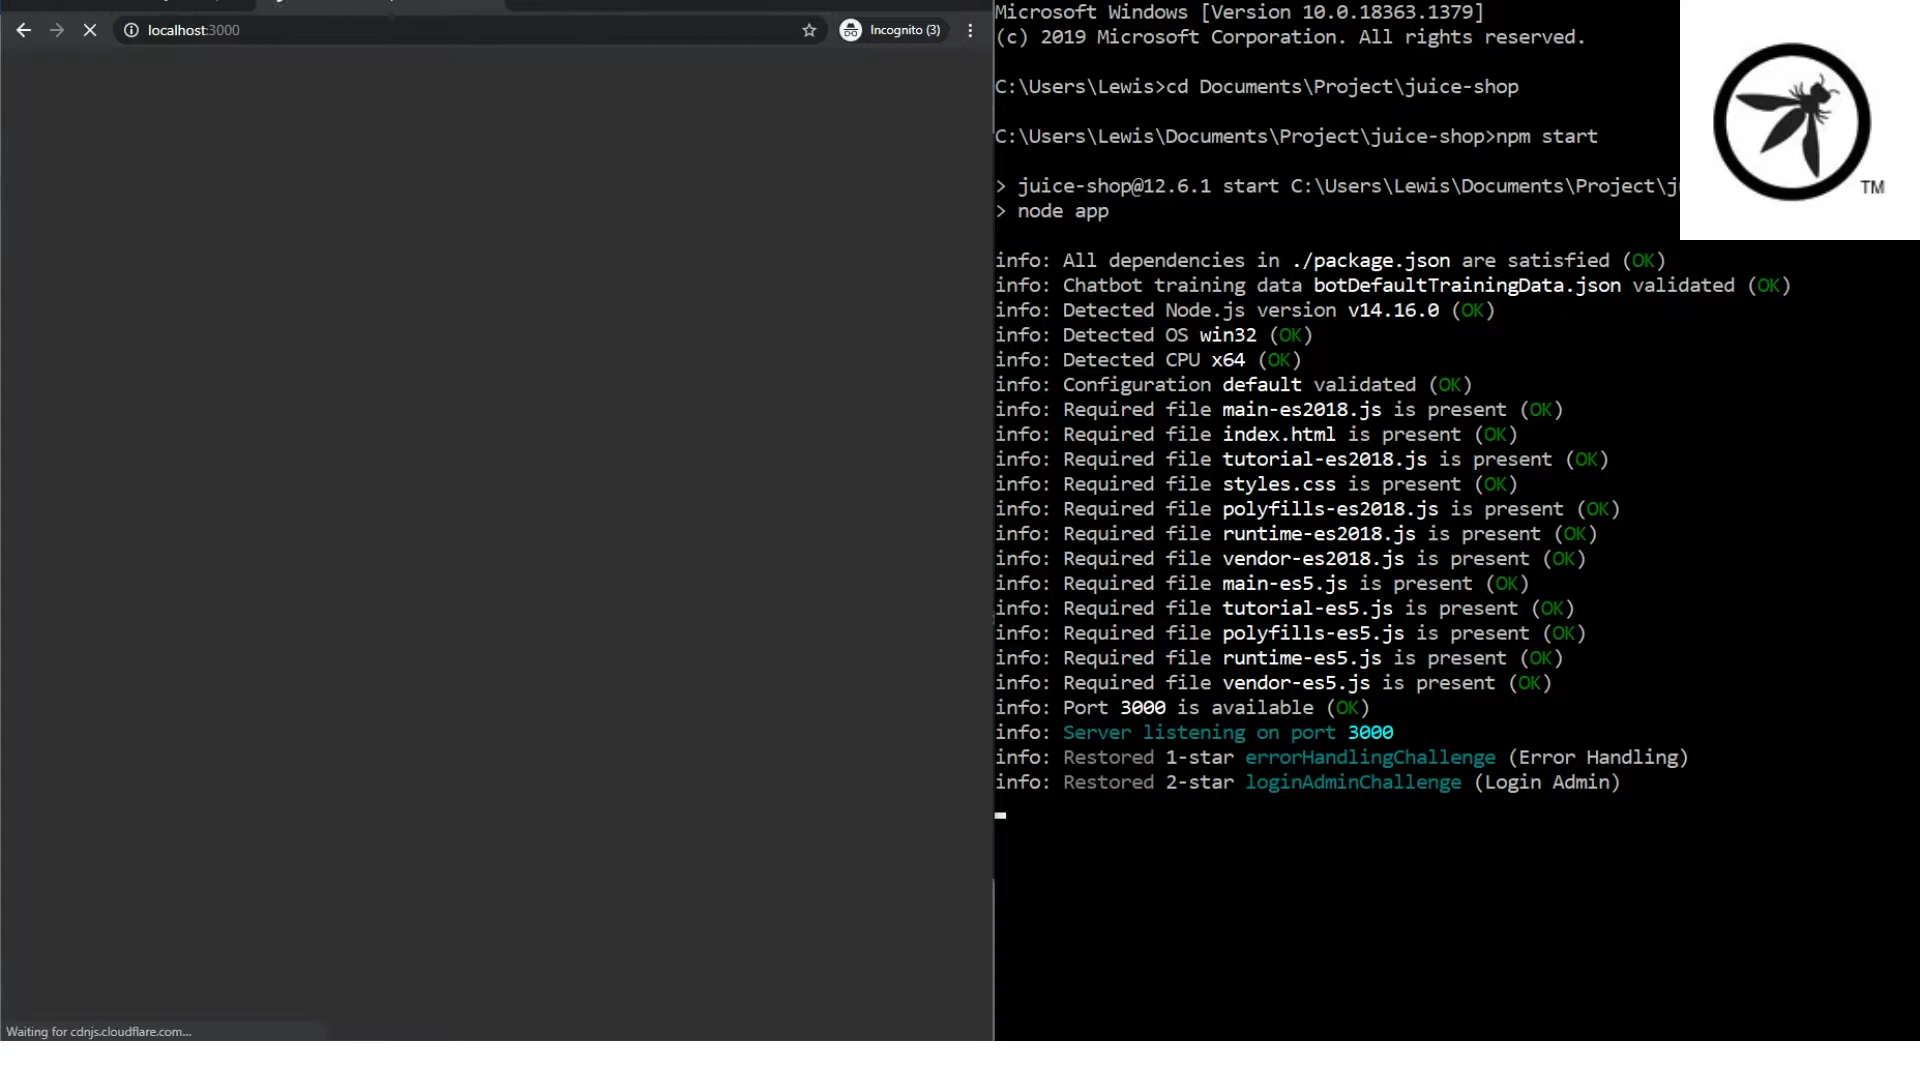 localhost:3000
Incognito (3)
Waiting for cdnjs.cloudflare.com...
Microsoft Windows [Version 10.0.18363.1379]
(c) 2019 Microsoft Corporation. All rights reserved.
C:\Users\Lewis>cd Documents\Project\juice-shop
C:\Users\Lewis\Documents\Project\juice-shop>npm start
> juice-shop@12.6.1 start C:\Users\Lewis\Documents\Project\j
> node app
info: All dependencies in ./package.json are satisfied (OK)
info: Chatbot training data botDefaultTrainingData.json validated (OK)
info: Detected Node.js version v14.16.0 (OK)
info: Detected OS win32 (OK)
info: Detected CPU x64 (OK)
info: Configuration default validated (OK)
info: Required file main-es2018.js is present (OK)
info: Required file index.html is present (OK)
info: Required file tutorial-es2018.js is present (OK)
info: Required file styles.css is present (OK)
info: Required file polyfills-es2018.js is present (OK)
info: Required file runtime-es2018.js is present (OK)
info: Required file vendor-es2018.js is present (OK)
info: Required file main-es5.js is present (OK)
info: Required file tutorial-es5.js is present (OK)
info: Required file polyfills-es5.js is present (OK)
info: Required file runtime-es5.js is present (OK)
info: Required file vendor-es5.js is present (OK)
info: Port 3000 is available (OK)
info: Server listening on port 3000
info: Restored 1-star errorHandlingChallenge (Error Handling)
info: Restored 2-star loginAdminChallenge (Login Admin)
TM